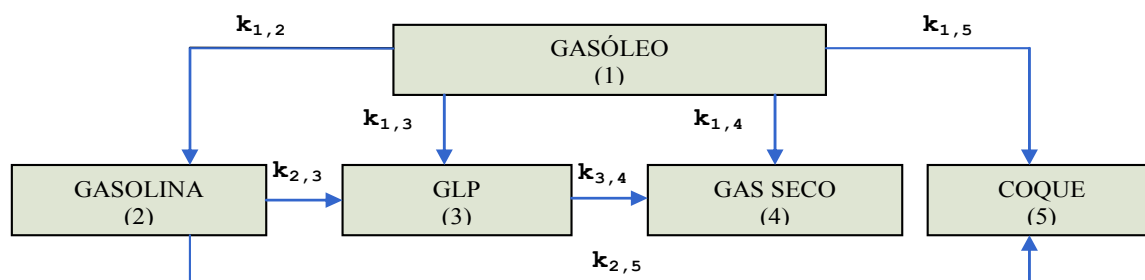 k1,2
k1,5
GASÓLEO
(1)
k1,3
k1,4
GASOLINA
(2)
k2,3
GLP
(3)
k3,4
GAS SECO
(4)
COQUE
(5)
k2,5